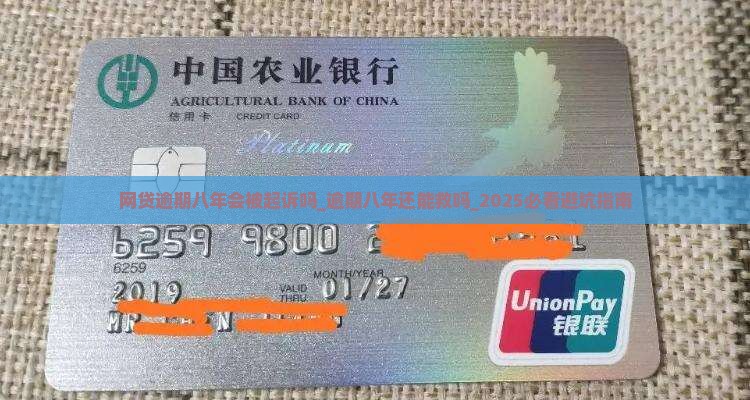 中国农业银行
AGRICULTURAL BANK OF CHINA
信用卡 CREDIT CARD
Platinum
网贷逾期八年会被起诉吗_逾期八年还能救吗_2025必看避坑指南
6259 9800
6259
MONTH/YEAR
2019 VALID THRU 01/27
UnionPay
银联